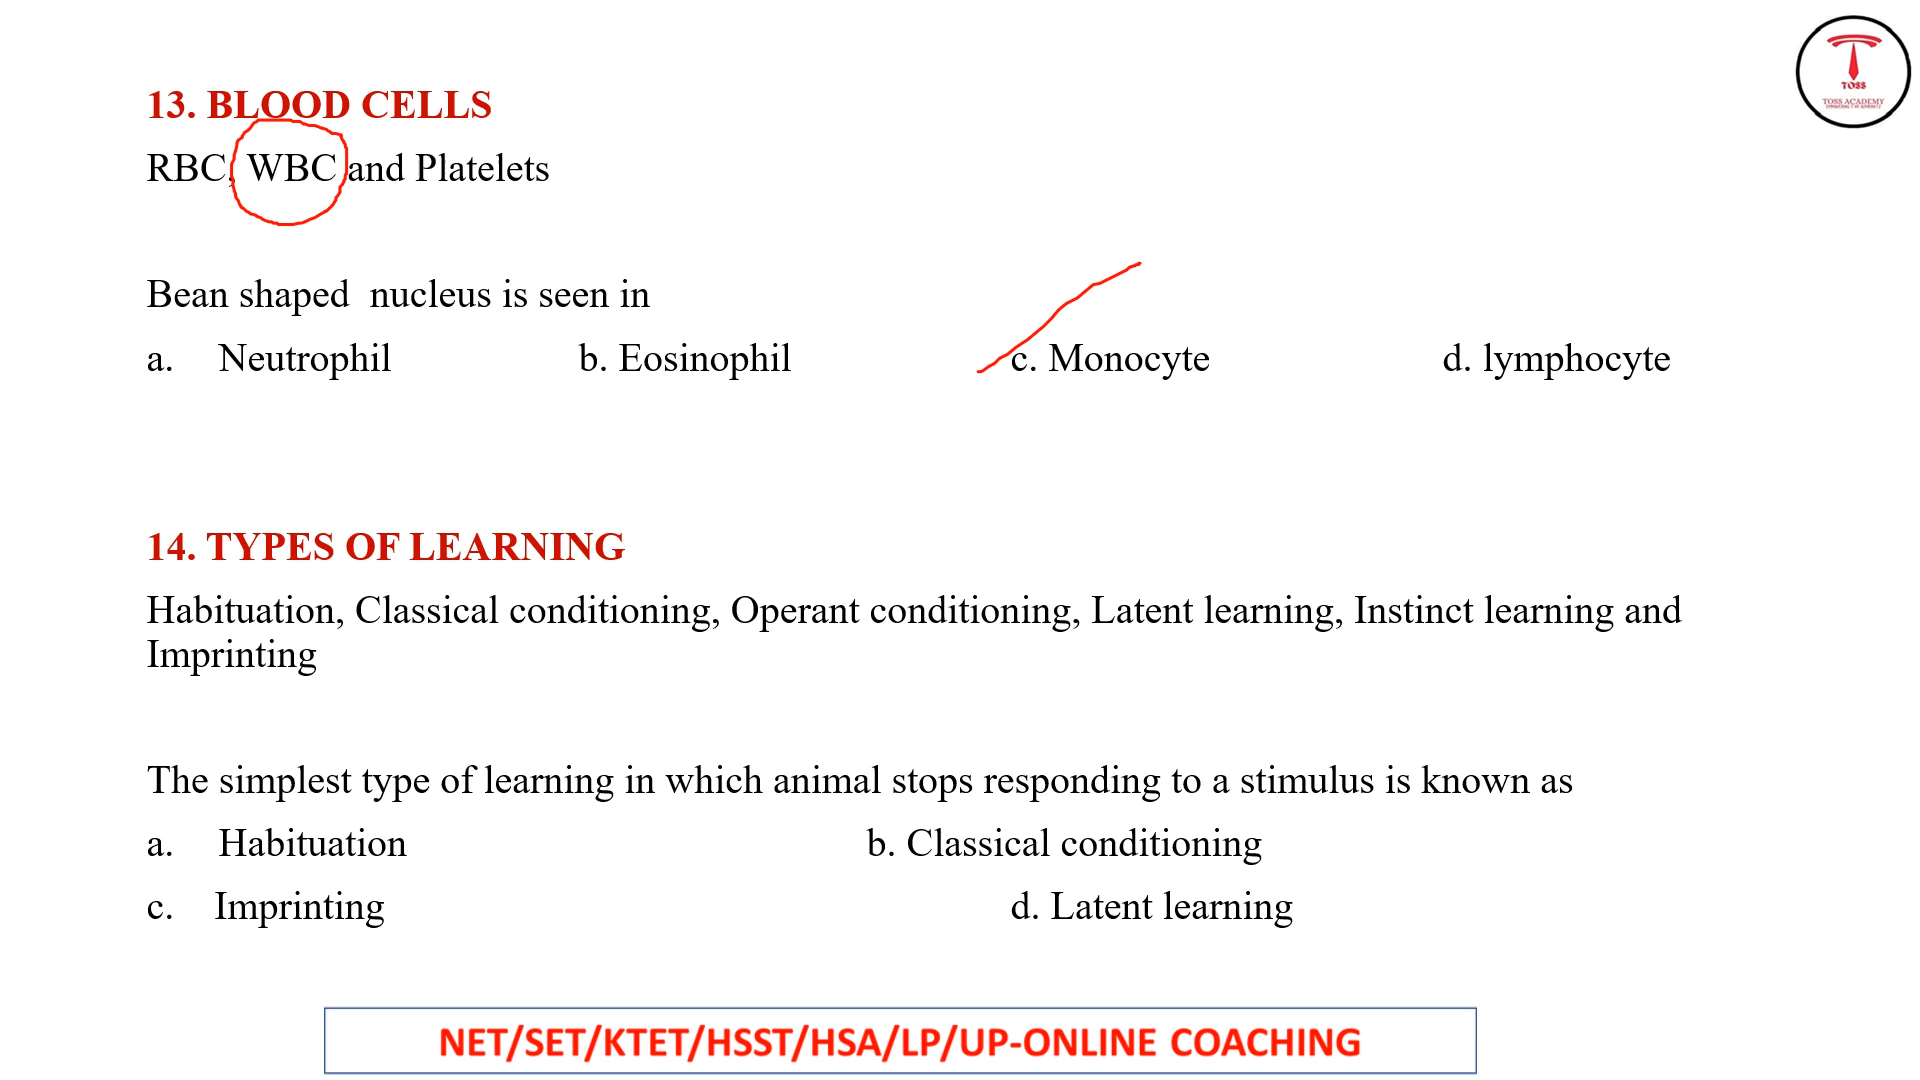 TOSS
TOSS ACADEMY
13. BLOOD CELLS
RBC, WBC and Platelets
Bean shaped nucleus is seen in
a. Neutrophil b. Eosinophil c. Monocyte d. lymphocyte
14. TYPES OF LEARNING
Habituation, Classical conditioning, Operant conditioning, Latent learning, Instinct learning and
Imprinting
The simplest type of learning in which animal stops responding to a stimulus is known as
a. Habituation b. Classical conditioning
c. Imprinting d. Latent learning
NET/SET/KTET/HSST/HSA/LP/UP-ONLINE COACHING